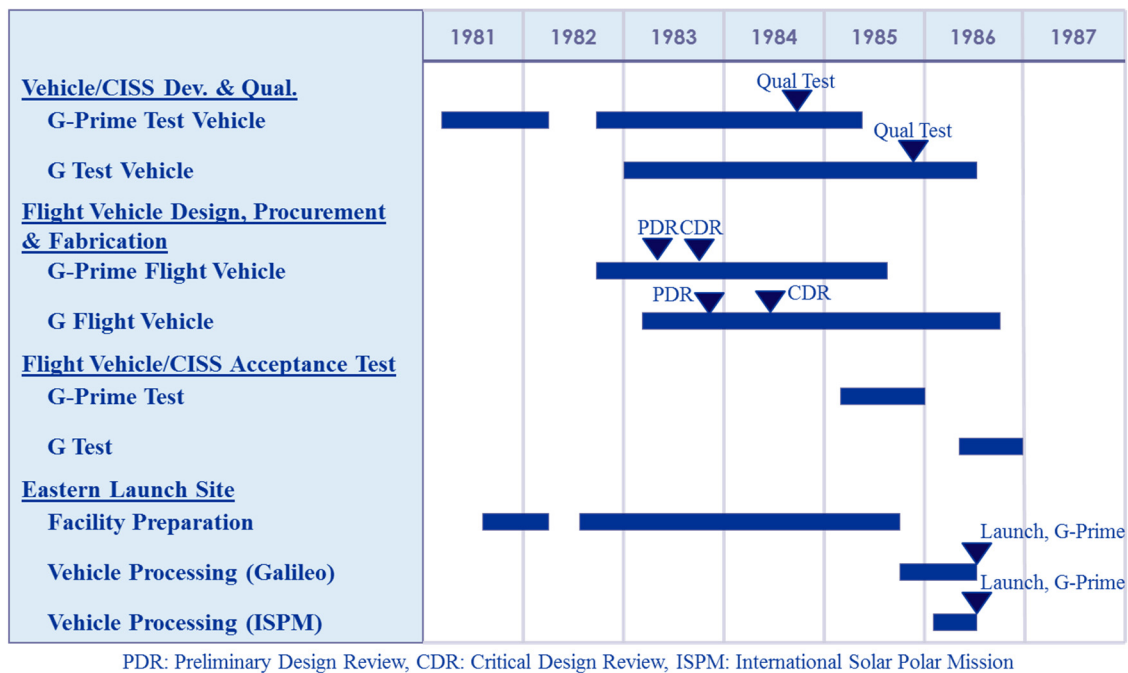 1981 1982 1983 1984 1985 1986 1987
Vehicle/CISS Dev. & Qual.
Qual Test
G-Prime Test Vehicle
Qual Test
G Test Vehicle
Flight Vehicle Design, Procurement
& Fabrication
PDR CDR
G-Prime Flight Vehicle
PDR CDR
G Flight Vehicle
Flight Vehicle/CISS Acceptance Test
G-Prime Test
G Test
Eastern Launch Site
Facility Preparation
Launch, G-Prime
Vehicle Processing (Galileo)
Launch, G-Prime
Vehicle Processing (ISPM)
PDR: Preliminary Design Review, CDR: Critical Design Review, ISPM: International Solar Polar Mission